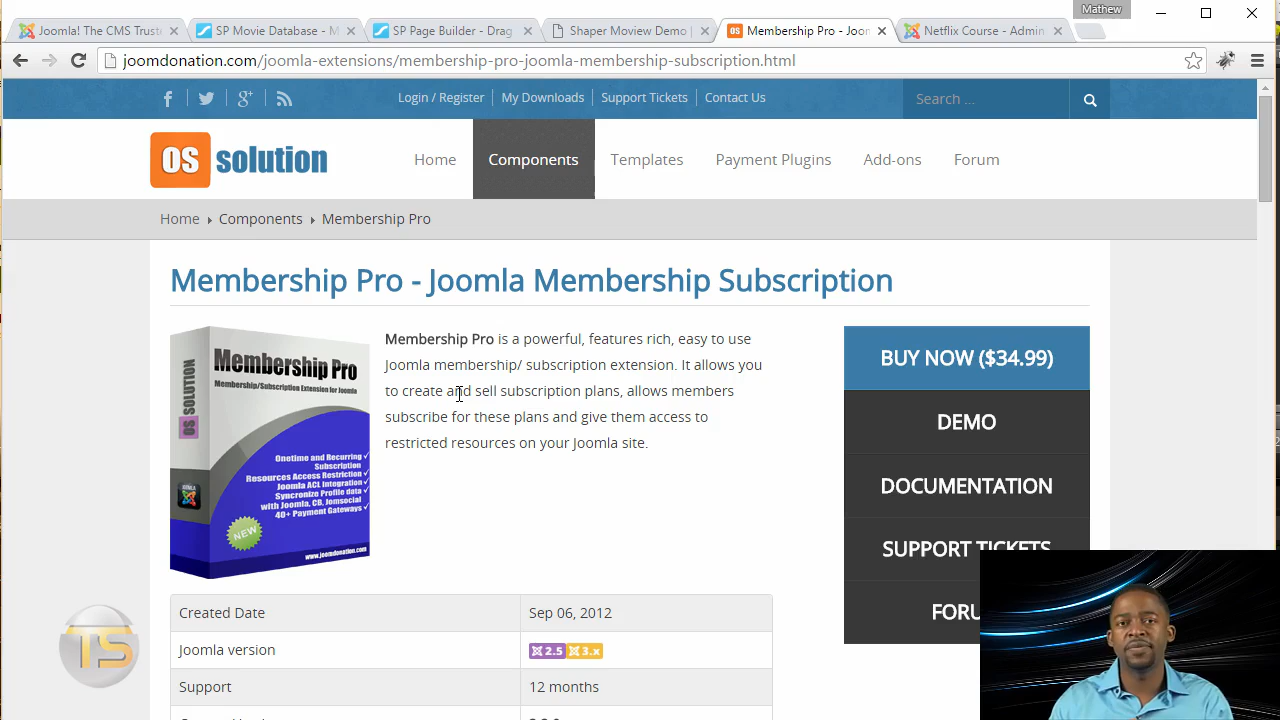 Mathew
Joomla! The CMS Trust
SP Movie Database - M
SP Page Builder - Drag
Shaper Moview Demo |
Membership Pro - Joo
Netflix Course - Admin
joomdonation.com/joomla-extensions/membership-pro-joomla-membership-subscription.html
Login / Register
My Downloads
Support Tickets
Contact Us
Search ...
OS solution
Home
Components
Templates
Payment Plugins
Add-ons
Forum
Home
Components
Membership Pro
Membership Pro - Joomla Membership Subscription
Membership Pro
Membership/Subscription Extension for Joomla
OS SOLUTION
Onetime and Recurring
Subscription
Resources Access Restriction
Joomla ACL Integration
Syncronize Profile data
with Joomla, CB, Jomsocial
40+ Payment Gateways
NEW
www.joomdonation.com
Membership Pro is a powerful, features rich, easy to use
Joomla membership/ subscription extension. It allows you
to create and sell subscription plans, allows members
subscribe for these plans and give them access to
restricted resources on your Joomla site.
BUY NOW ($34.99)
DEMO
DOCUMENTATION
SUPPORT TICKETS
FORU
Created Date
Sep 06, 2012
Joomla version
2.5 3.x
Support
12 months
TS